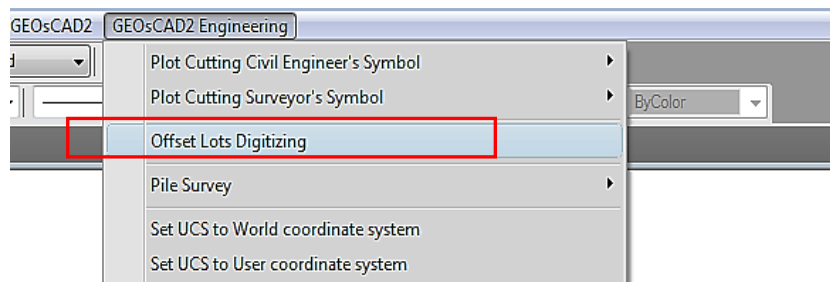 GEOsCAD2 GEOsCAD2 Engineering
Plot Cutting Civil Engineer's Symbol
Plot Cutting Surveyor's Symbol
ByColor
Offset Lots Digitizing
Pile Survey
Set UCS to World coordinate system
Set UCS to User coordinate system